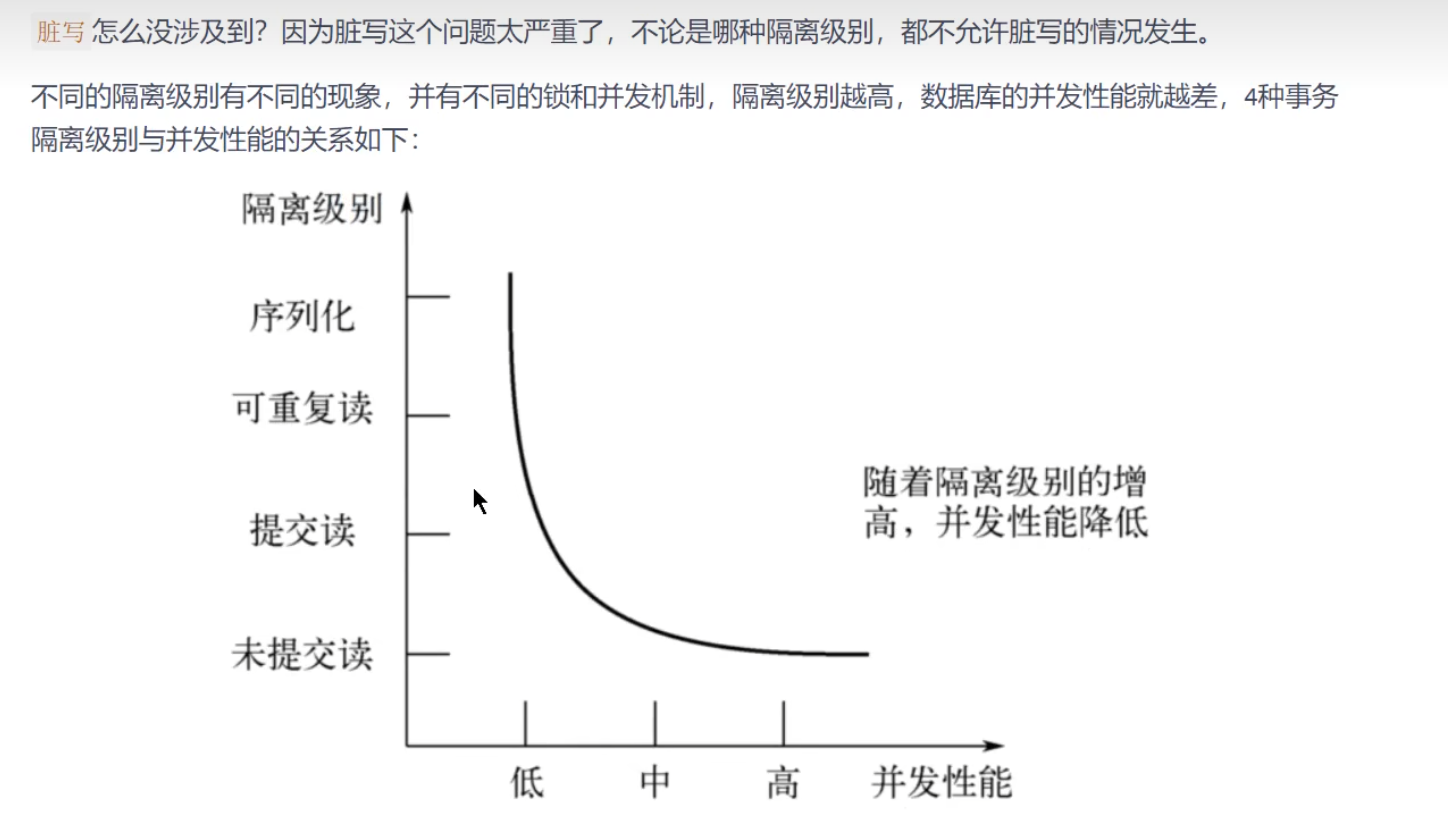 脏写 怎么没涉及到？因为脏写这个问题太严重了，不论是哪种隔离级别，都不允许脏写的情况发生。
不同的隔离级别有不同的现象，并有不同的锁和并发机制，隔离级别越高，数据库的并发性能就越差，4种事务
隔离级别与并发性能的关系如下：
隔离级别
序列化
可重复读
随着隔离级别的增
高，并发性能降低
提交读
未提交读
低 中 高 并发性能